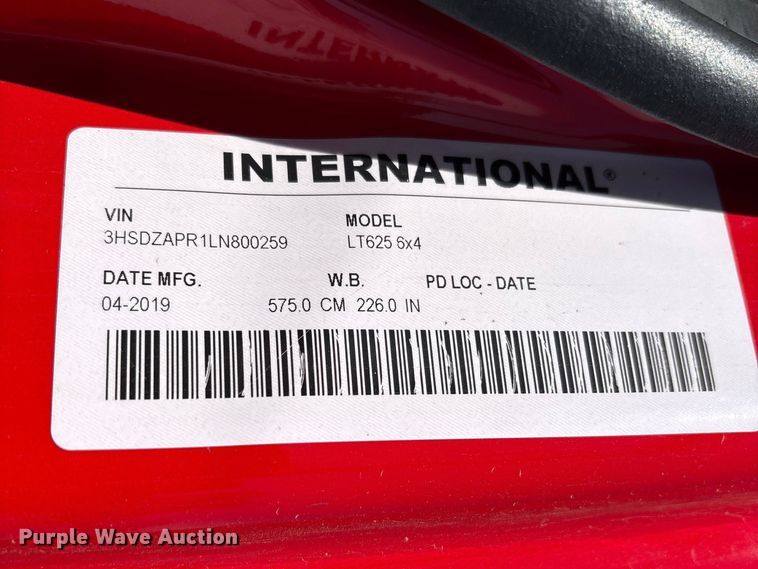 INTERNATIONAL®
VIN MODEL
3HSDZAPR1LN800259 LT625 6x4
DATE MFG. W.B. PD LOC - DATE
04-2019 575.0 CM 226.0 IN
Purple Wave Auction